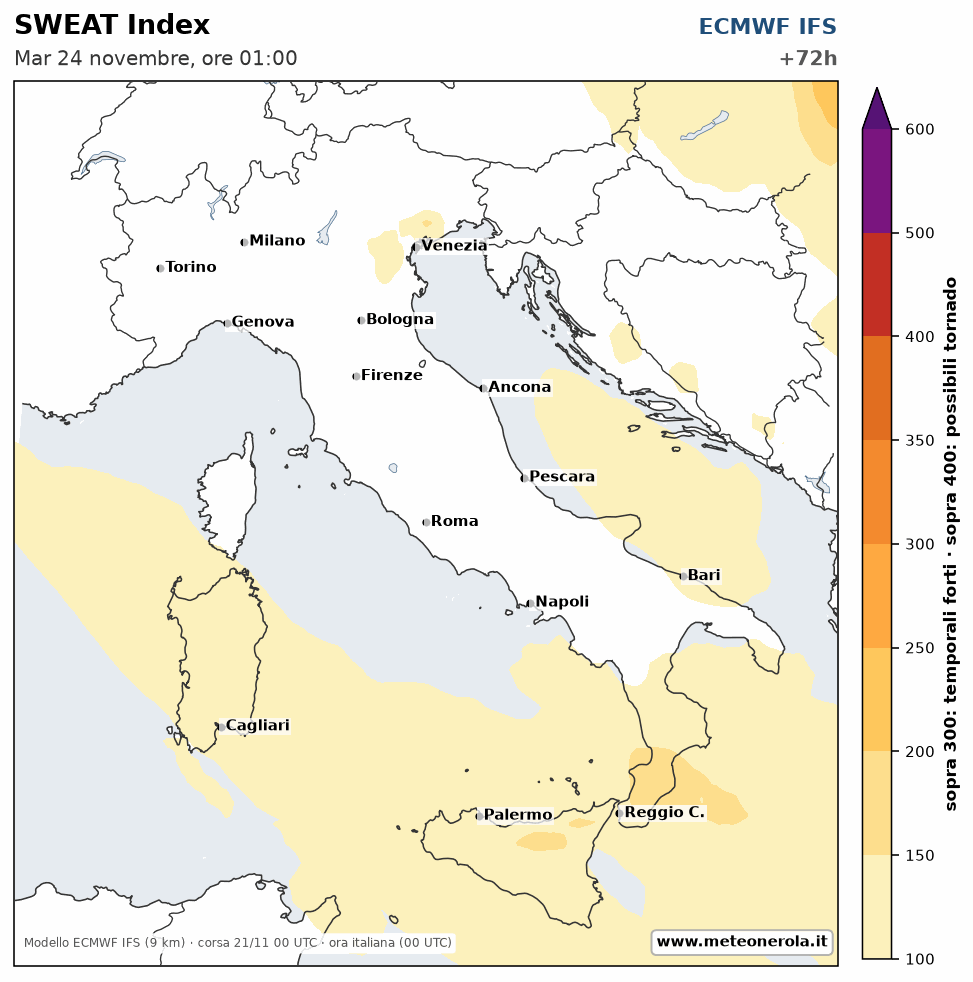 SWEAT Index
ECMWF IFS
Mar 24 novembre, ore 01:00
+72h
Milano
Venezia
Torino
Genova
Bologna
Firenze
Ancona
Pescara
Roma
Bari
Napoli
Cagliari
Palermo
Reggio C.
600
500
400
350
300
250
200
150
100
sopra 300: temporali forti · sopra 400: possibili tornado
Modello ECMWF IFS (9 km) · corsa 21/11 00 UTC · ora italiana (00 UTC)
www.meteonerola.it